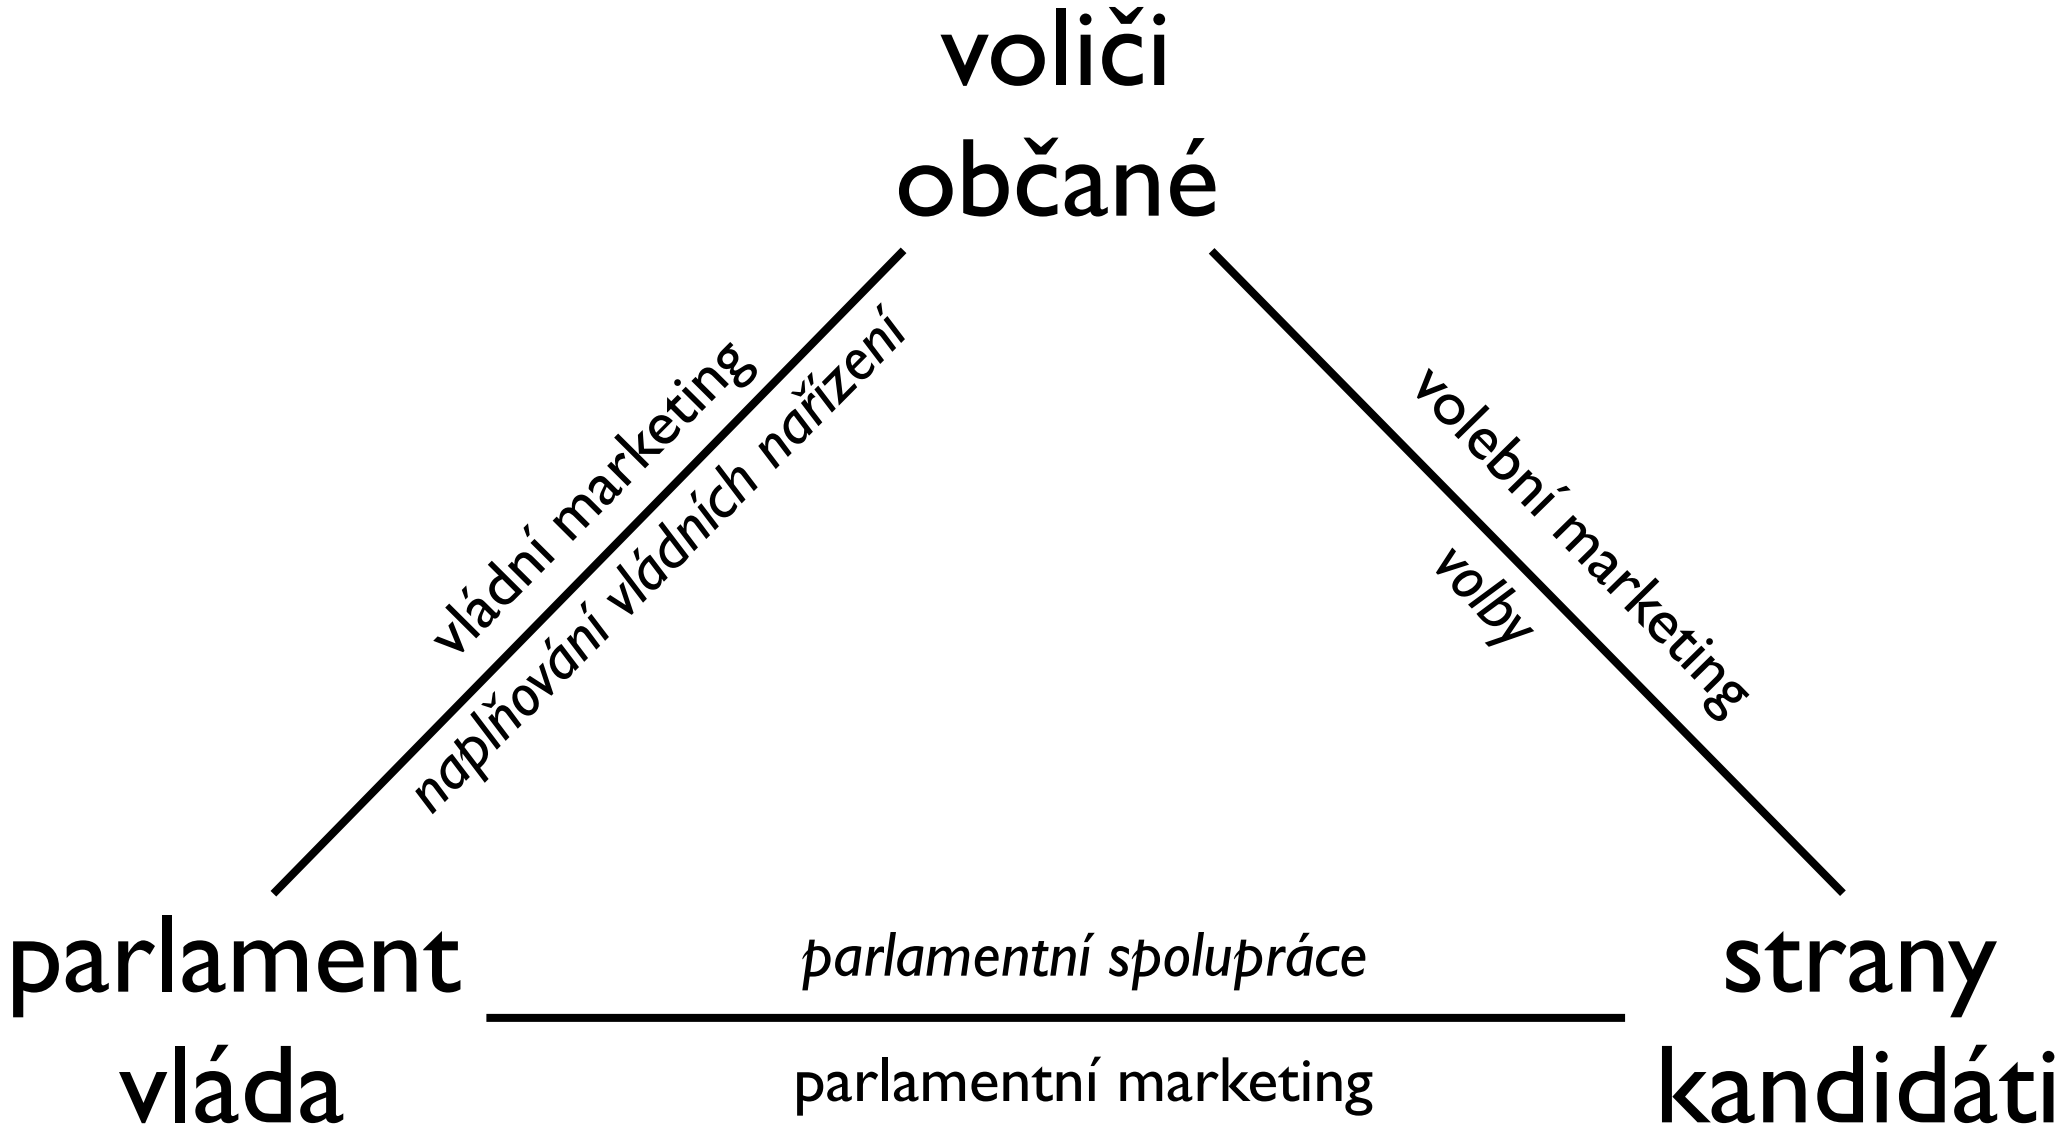 voliči
občané
vládní marketing
naplňování vládních nařízení
volební marketing
volby
parlament
vláda
parlamentní spolupráce
parlamentní marketing
strany
kandidáti